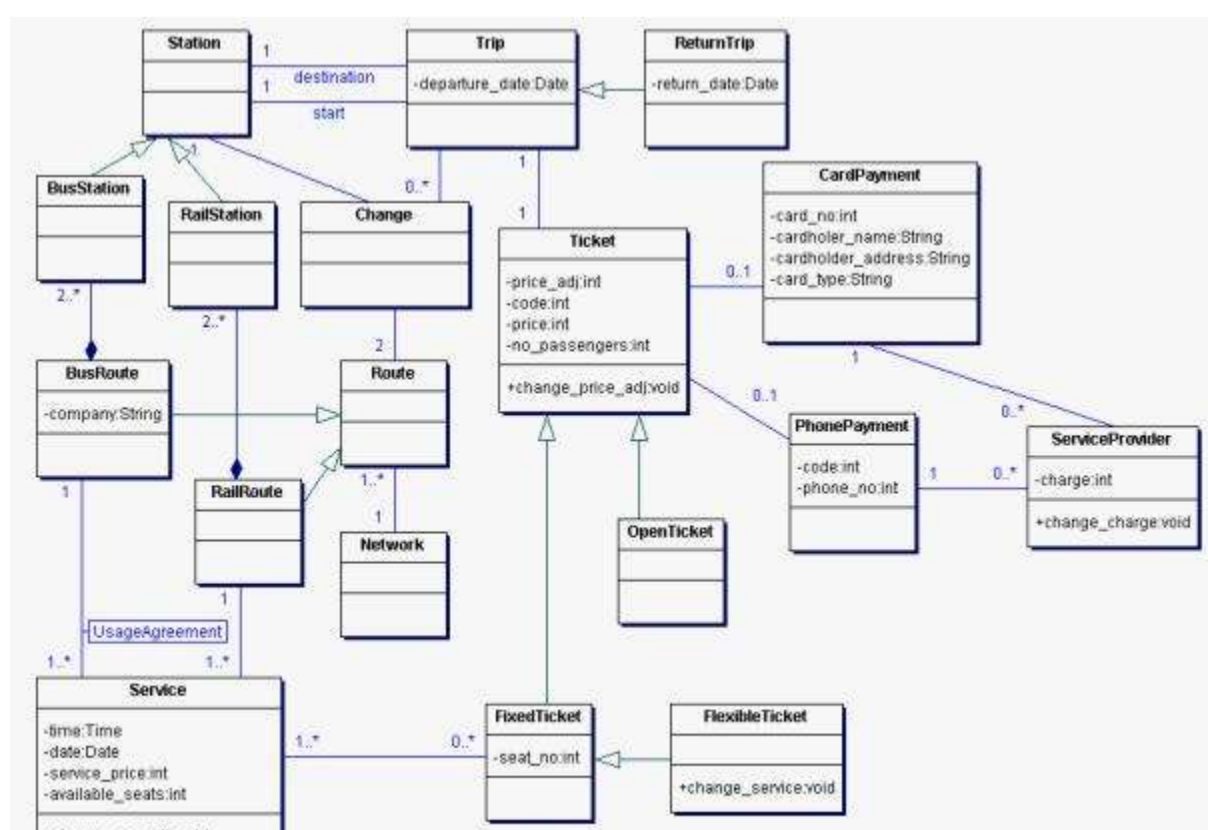 Station
1
destination
1
start
1
Trip
-departure_date:Date
ReturnTrip
-return_date:Date
BusStation
RailStation
Change
0..*
1
1
Ticket
-price_adj:int
-code:int
-price:int
-no_passengers:int
+change_price_adj:void
CardPayment
-card_no:int
-cardholer_name:String
-cardholder_address:String
-card_type:String
0..1
2..*
2..*
2
BusRoute
-company:String
Route
1..*
1
Network
RailRoute
0..1
PhonePayment
-code:int
-phone_no:int
1
0..*
1
0..*
ServiceProvider
-charge:int
+change_charge:void
OpenTicket
1
UsageAgreement
1..*
1
1..*
Service
-time:Time
-date:Date
-service_price:int
-available_seats:int
1..*
0..*
FixedTicket
-seat_no:int
FlexibleTicket
+change_service:void